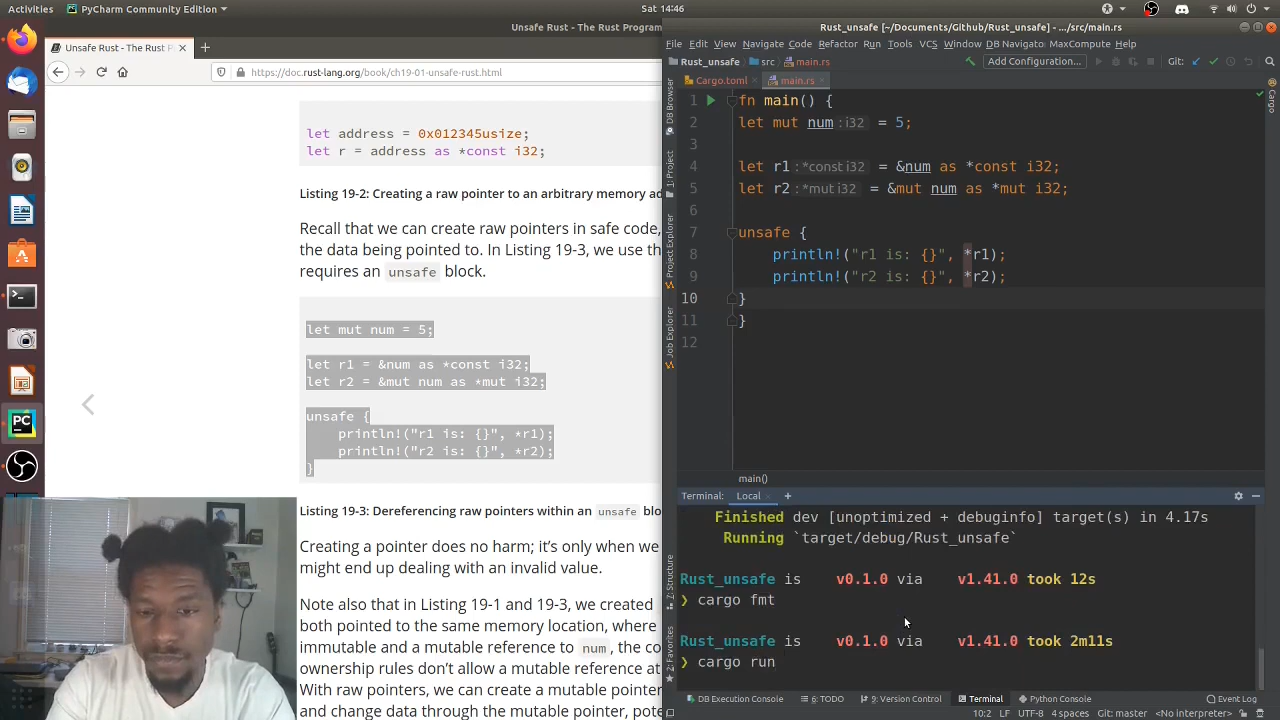 PyCharm Community Edition
SAT 14:46
Unsafe Rust - The Rust P
Unsafe Rust - The Rust Program
https://doc.rust-lang.org/book/ch19-01-unsafe-rust.html
let address = 0x012345usize;
let r = address as *const i32;
Listing 19-2: Creating a raw pointer to an arbitrary memory ad
Recall that we can create raw pointers in safe code,
the data being pointed to. In Listing 19-3, we use th
requires an unsafe block.
let mut num = 5;
let r1 = &num as *const i32;
let r2 = &mut num as *mut i32;
unsafe {
println!("r1 is: {}", *r1);
println!("r2 is: {}", *r2);
}
Listing 19-3: Dereferencing raw pointers within an unsafe blo
Creating a pointer does no harm; it's only when we
might end up dealing with an invalid value.
Note also that in Listing 19-1 and 19-3, we created
both pointed to the same memory location, where
immutable and a mutable reference to num, the co
ownership rules don't allow a mutable reference at
With raw pointers, we can create a mutable pointer
and change data through the mutable pointer, pote
Rust_unsafe [~/Documents/Github/Rust_unsafe] - .../src/main.rs
File Edit View Navigate Code Refactor Run Tools VCS Window DB Navigator MaxCompute Help
Rust_unsafe src main.rs Add Configuration... Git:
Cargo.toml main.rs
1 fn main() {
2 let mut num : i32 = 5;
3
4 let r1 : *const i32 = &num as *const i32;
5 let r2 : *mut i32 = &mut num as *mut i32;
6
7 unsafe {
8 println!("r1 is: {}", *r1);
9 println!("r2 is: {}", *r2);
10 }
11 }
12
main()
DB Browser
1: Project
Project Explorer
Job Explorer
Z: Structure
2: Favorites
Cargo
Terminal: Local +
Finished dev [unoptimized + debuginfo] target(s) in 4.17s
Running `target/debug/Rust_unsafe`
Rust_unsafe is v0.1.0 via v1.41.0 took 12s
❯ cargo fmt
Rust_unsafe is v0.1.0 via v1.41.0 took 2m11s
❯ cargo run
DB Execution Console 6: TODO 9: Version Control Terminal Python Console Event Log
10:2 LF UTF-8 4 spaces Git: master <No interpreter>